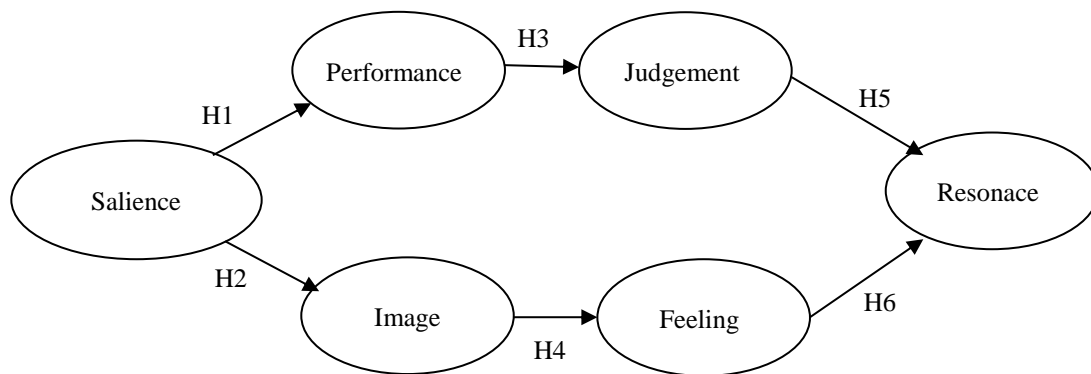 H3
Performance
Judgement
H1
H5
Salience
Resonace
H2
Image
Feeling
H4
H6